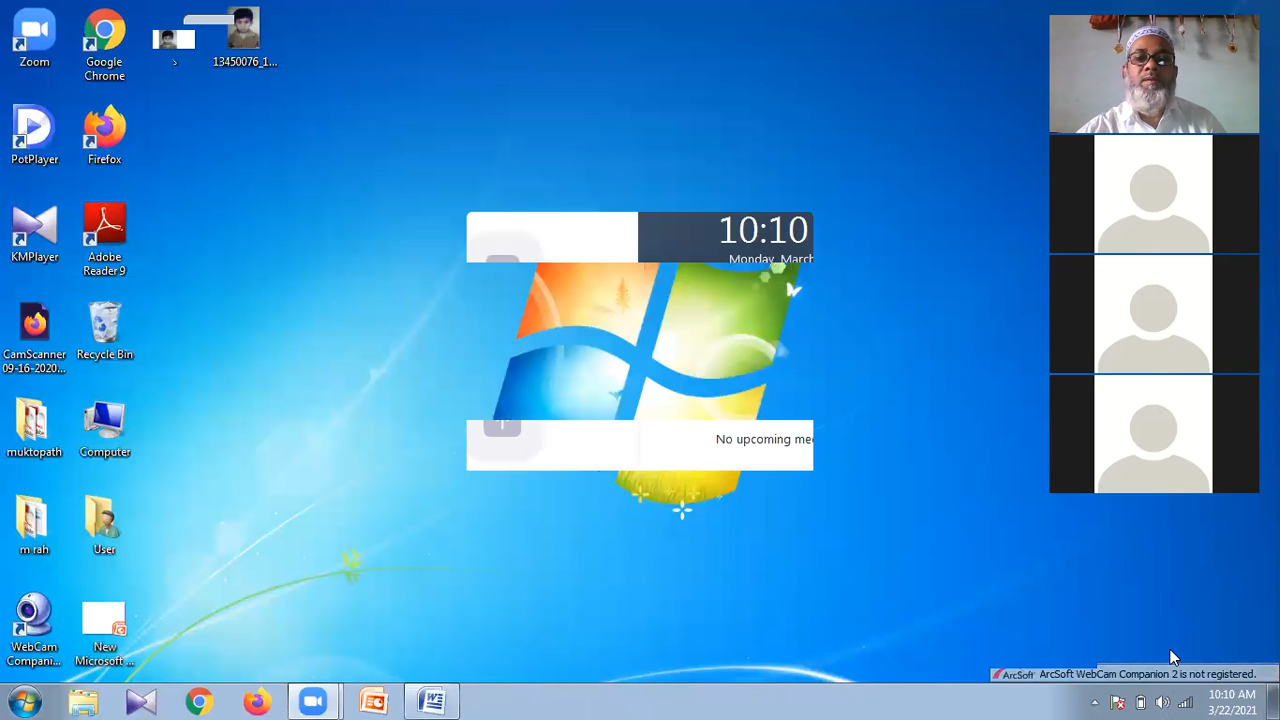 Zoom
Google
Chrome
13450076_1...
PotPlayer
Firefox
KMPlayer
Adobe
Reader 9
CamScanner
09-16-2020...
Recycle Bin
muktopath
Computer
m rah
User
WebCam
Compani...
New
Microsoft ...
10:10
Monday, March
No upcoming mee
ArcSoft ArcSoft WebCam Companion 2 is not registered.
10:10 AM
3/22/2021